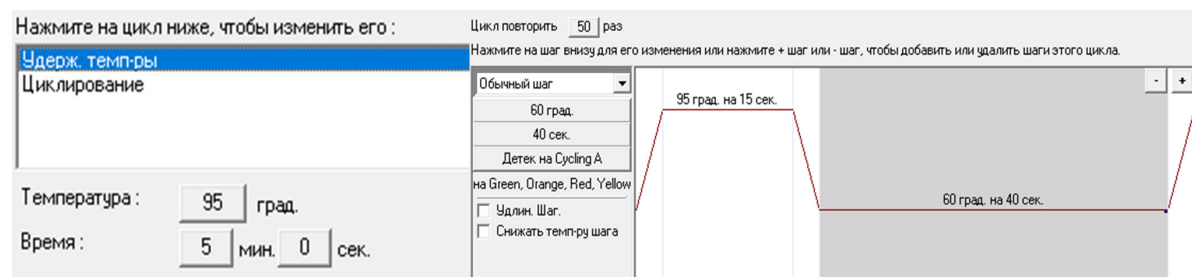 Нажмите на цикл ниже, чтобы изменить его :
Удерж. темп-ры
Циклирование
Температура : 95 град.
Время : 5 мин. 0 сек.
Цикл повторить 50 раз
Нажмите на шаг внизу для его изменения или нажмите + шаг или - шаг, чтобы добавить или удалить шаги этого цикла.
Обычный шаг
60 град.
40 сек.
Детек на Cycling A
на Green, Orange, Red, Yellow
Удлин. Шаг.
Снижать темп-ру шага
95 град. на 15 сек.
60 град. на 40 сек.
- +